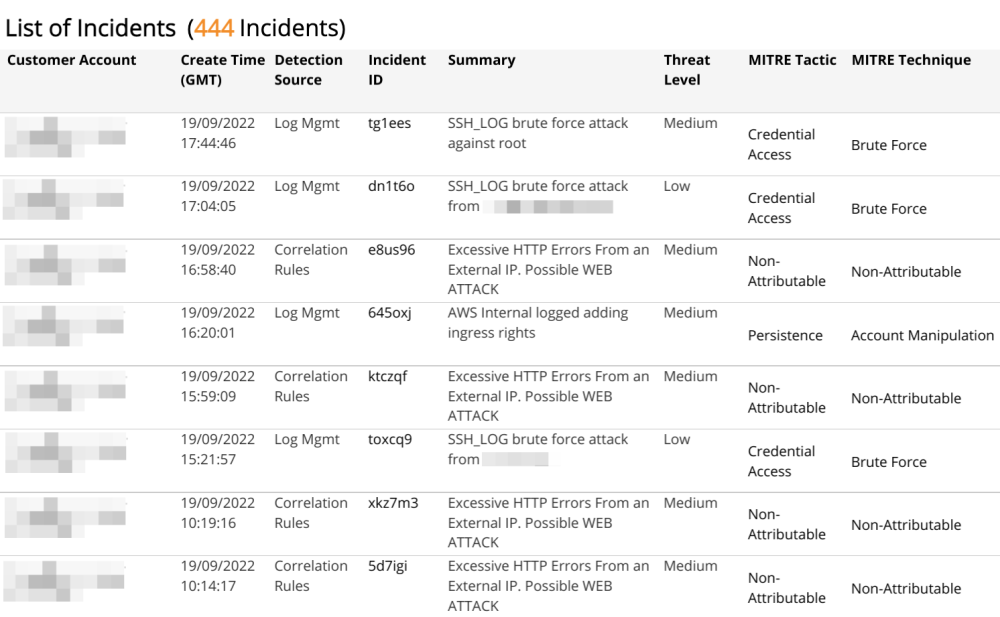 List of Incidents (444 Incidents)
Customer Account Create Time (GMT) Detection Source Incident ID Summary Threat Level MITRE Tactic MITRE Technique
19/09/2022 17:44:46 Log Mgmt tg1ees SSH_LOG brute force attack against root Medium Credential Access Brute Force
19/09/2022 17:04:05 Log Mgmt dn1t6o SSH_LOG brute force attack from Low Credential Access Brute Force
19/09/2022 16:58:40 Correlation Rules e8us96 Excessive HTTP Errors From an External IP. Possible WEB ATTACK Medium Non-Attributable Non-Attributable
19/09/2022 16:20:01 Log Mgmt 645oxj AWS Internal logged adding ingress rights Medium Persistence Account Manipulation
19/09/2022 15:59:09 Correlation Rules ktczqf Excessive HTTP Errors From an External IP. Possible WEB ATTACK Medium Non-Attributable Non-Attributable
19/09/2022 15:21:57 Log Mgmt toxcq9 SSH_LOG brute force attack from Low Credential Access Brute Force
19/09/2022 10:19:16 Correlation Rules xkz7m3 Excessive HTTP Errors From an External IP. Possible WEB ATTACK Medium Non-Attributable Non-Attributable
19/09/2022 10:14:17 Correlation Rules 5d7igi Excessive HTTP Errors From an External IP. Possible WEB ATTACK Medium Non-Attributable Non-Attributable